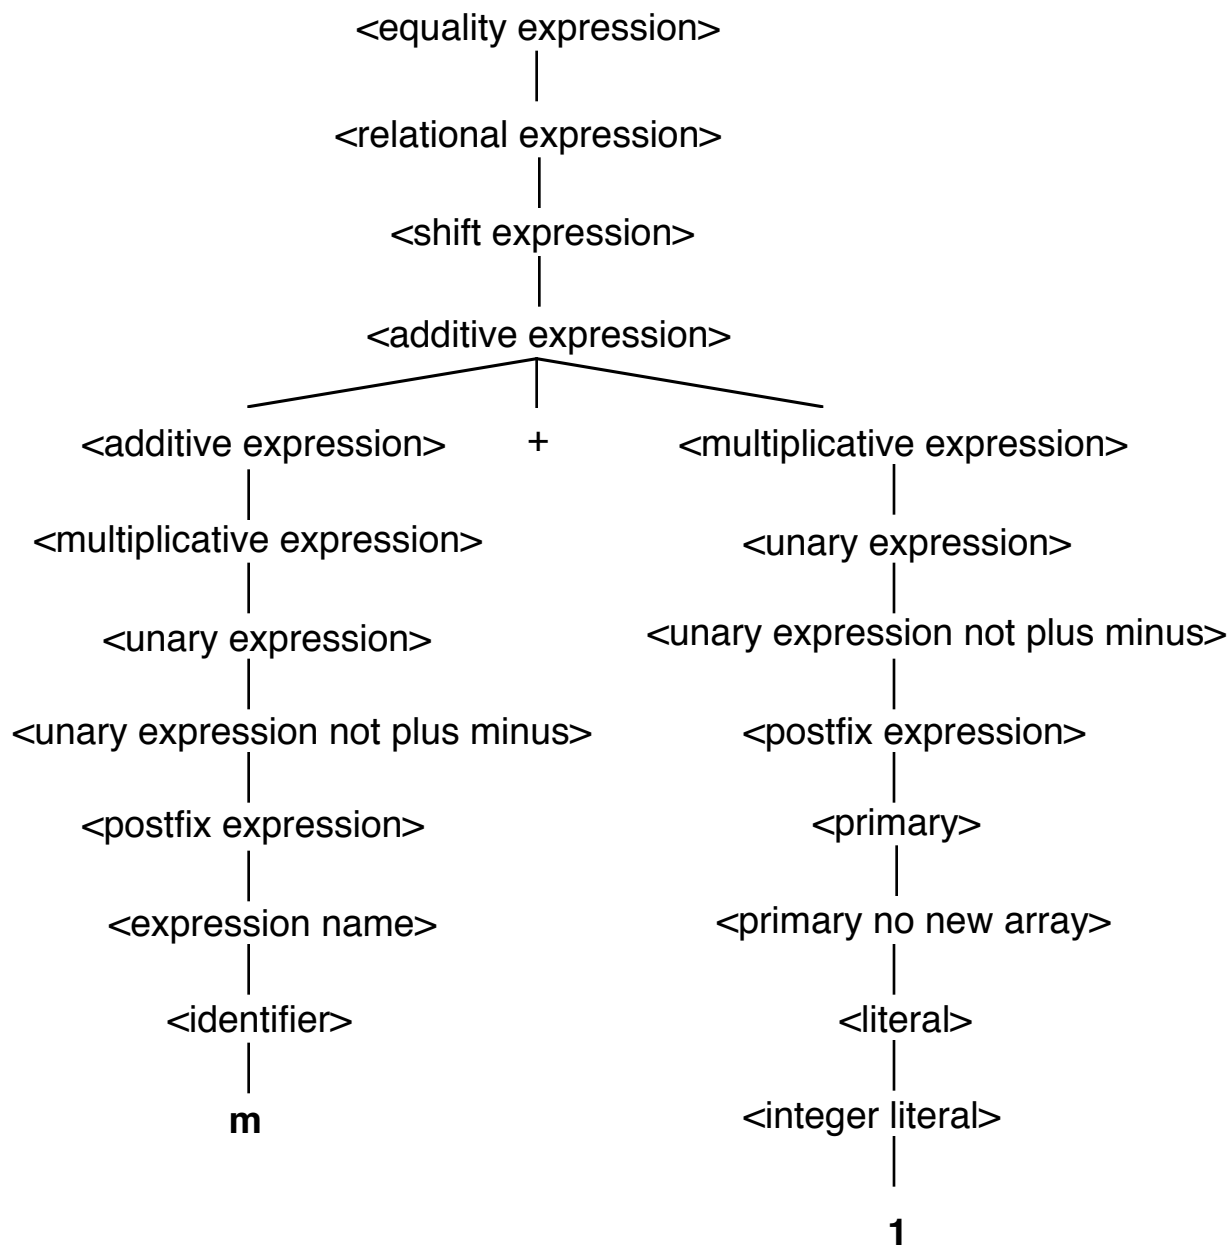 <equality expression>
<relational expression>
<shift expression>
<additive expression>
<additive expression> + <multiplicative expression>
<multiplicative expression> <unary expression>
<unary expression> <unary expression not plus minus>
<unary expression not plus minus> <postfix expression>
<postfix expression> <primary>
<expression name> <primary no new array>
<identifier> <literal>
m <integer literal>
1